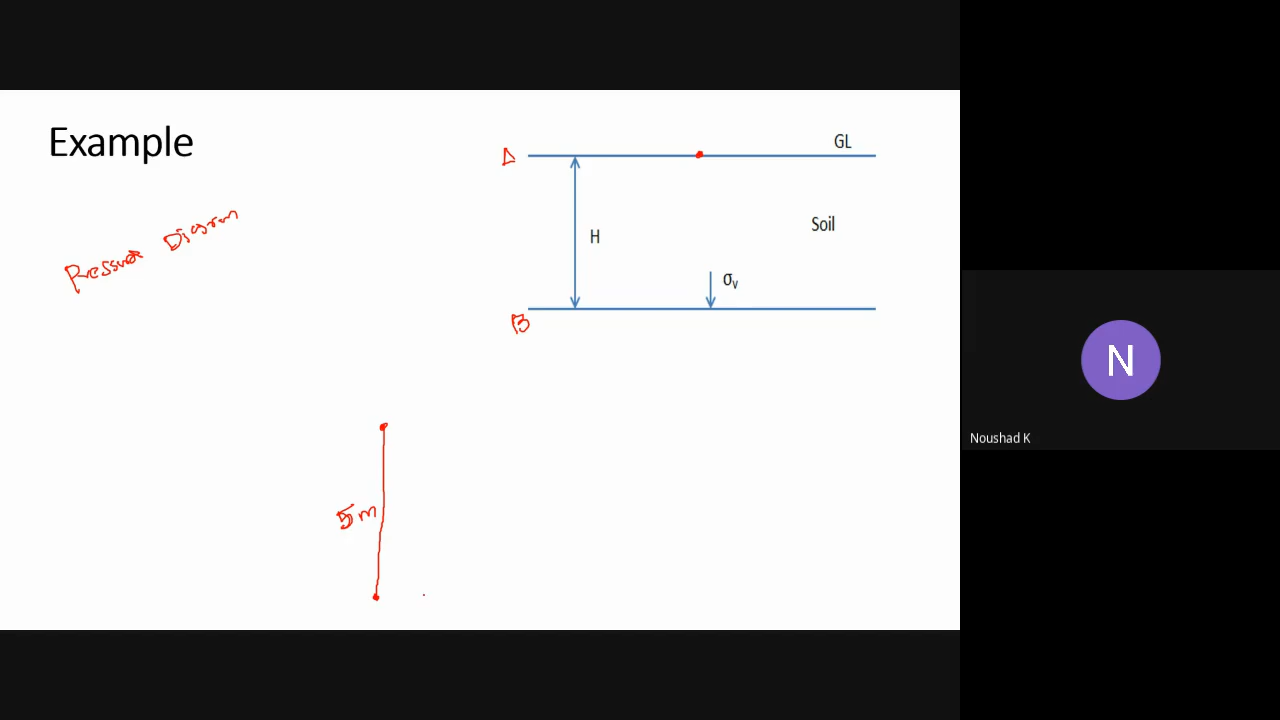 Example
GL
A
Pressure Diagram
Soil
H
σv
B
5m
N
Noushad K